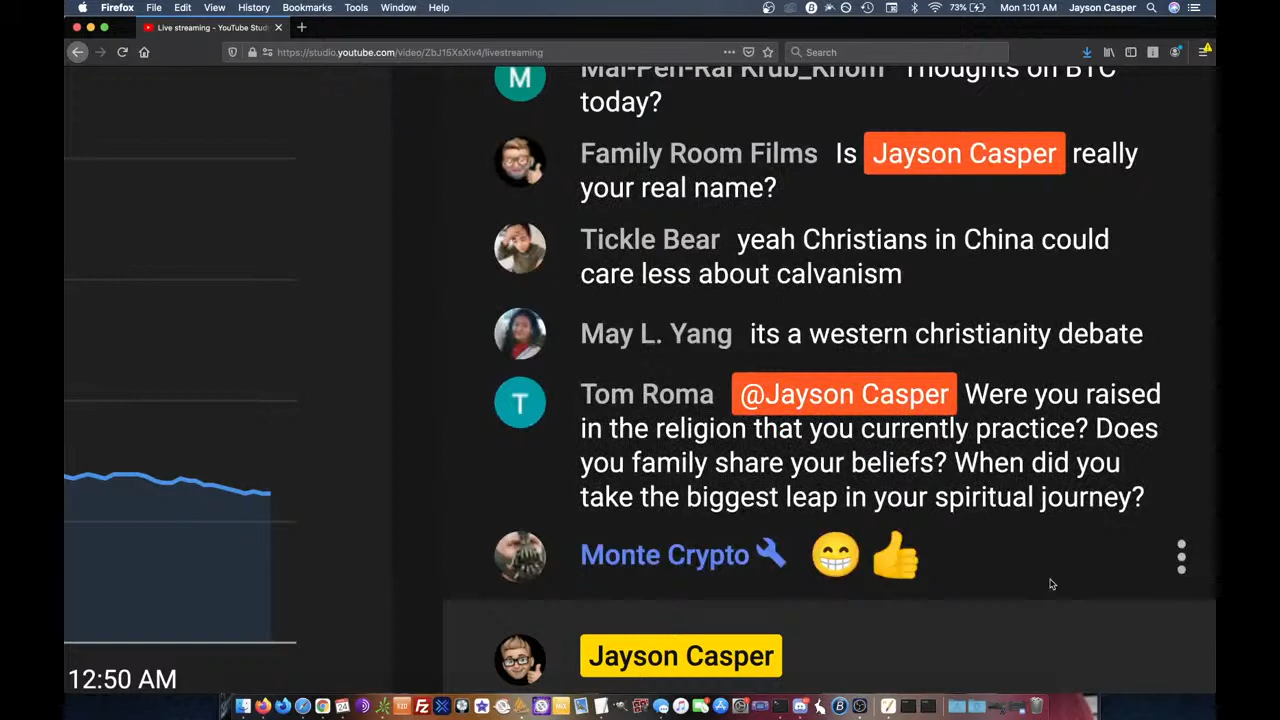 Firefox File Edit View History Bookmarks Tools Window Help 73% Mon 1:01 AM Jayson Casper
Live streaming - YouTube Stud
https://studio.youtube.com/video/ZbJ15XsXiv4/livestreaming Search
M Mai-Pen-Rai Krub_Khom Thoughts on BTC
today?
Family Room Films Is Jayson Casper really
your real name?
Tickle Bear yeah Christians in China could
care less about calvanism
May L. Yang its a western christianity debate
T Tom Roma @Jayson Casper Were you raised
in the religion that you currently practice? Does
you family share your beliefs? When did you
take the biggest leap in your spiritual journey?
Monte Crypto
Jayson Casper
12:50 AM